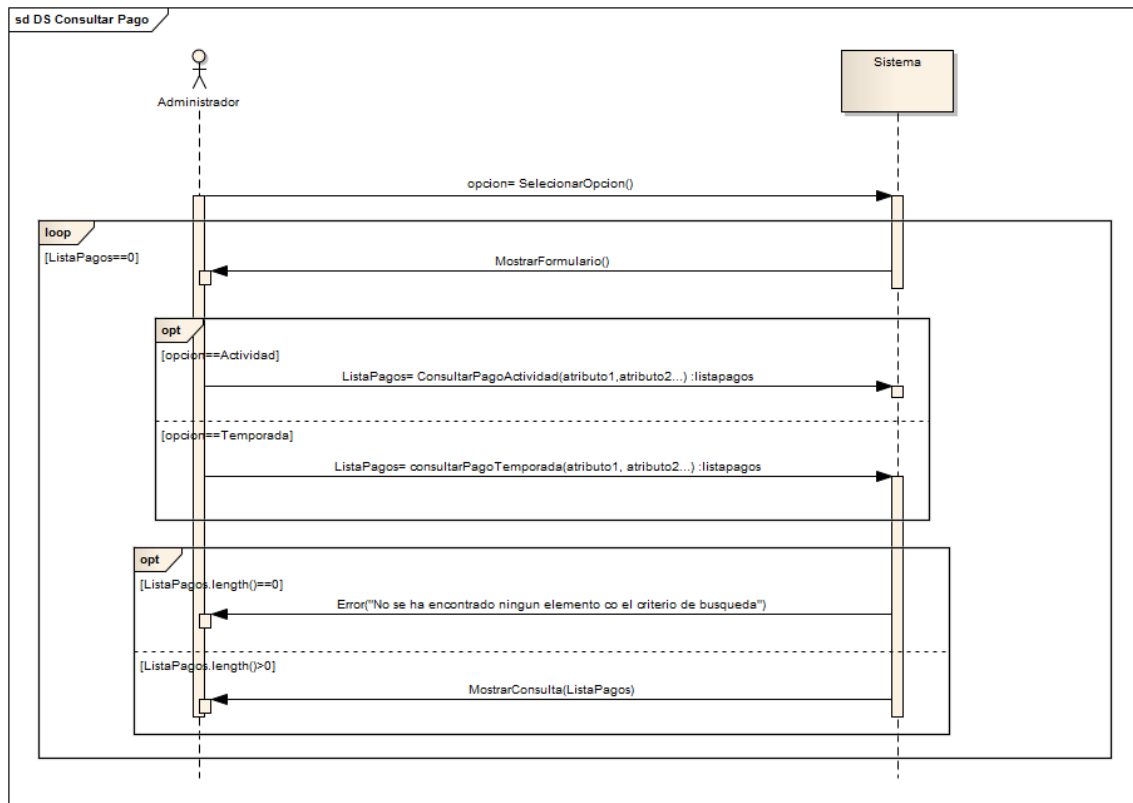 sd DS Consultar Pago
Administrador
Sistema
opcion= SelecionarOpcion()
loop
[ListaPagos==0]
MostrarFormulario()
opt
[opcion==Actividad]
ListaPagos= ConsultarPagoActividad(atributo1,atributo2...) :listapagos
[opcion==Temporada]
ListaPagos= consultarPagoTemporada(atributo1, atributo2...) :listapagos
opt
[ListaPagos.length()==0]
Error("No se ha encontrado ningun elemento co el criterio de busqueda")
[ListaPagos.length()>0]
MostrarConsulta(ListaPagos)